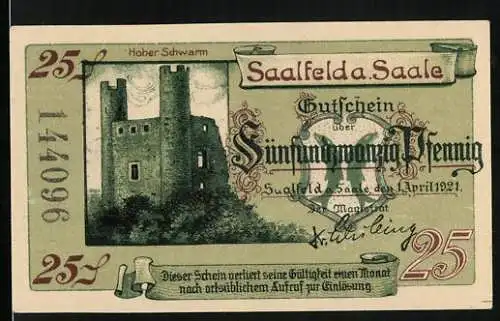 25₰
Hoher Schwarm
Saalfeld a. Saale
144096
Gutschein
über
Fünfundzwanzig Pfennig
Saalfeld a. Saale den 1. April 1921.
Der Magistrat
25₰
25
Dieser Schein verliert seine Gültigkeit einen Monat
nach ortsüblichem Aufruf zur Einlösung.